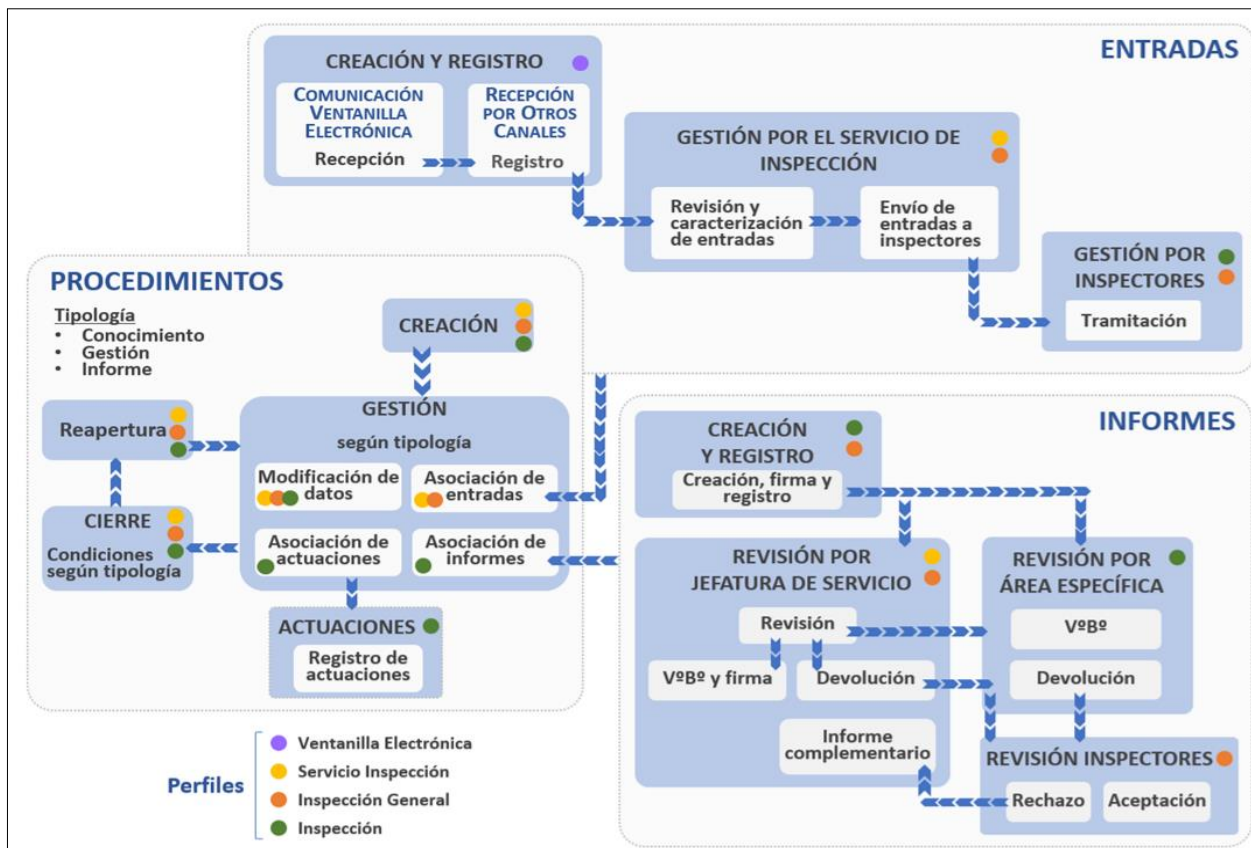 ENTRADAS
CREACIÓN Y REGISTRO
COMUNICACIÓN
VENTANILLA
ELECTRÓNICA
Recepción
RECEPCIÓN
POR OTROS
CANALES
Registro
GESTIÓN POR EL SERVICIO DE
INSPECCIÓN
Revisión y
caracterización
de entradas
Envío de
entradas a
inspectores
GESTIÓN POR
INSPECTORES
Tramitación
PROCEDIMIENTOS
Tipología
• Conocimiento
• Gestión
• Informe
CREACIÓN
GESTIÓN
según tipología
Modificación de
datos
Asociación de
entradas
Asociación de
actuaciones
Asociación de
informes
Reapertura
CIERRE
Condiciones
según tipología
ACTUACIONES
Registro de
actuaciones
INFORMES
CREACIÓN
Y REGISTRO
Creación, firma y
registro
REVISIÓN POR
JEFATURA DE SERVICIO
Revisión
VºBº y firma
Devolución
Informe
complementario
REVISIÓN POR
ÁREA ESPECÍFICA
VºBº
Devolución
REVISIÓN INSPECTORES
Rechazo
Aceptación
Perfiles
Ventanilla Electrónica
Servicio Inspección
Inspección General
Inspección